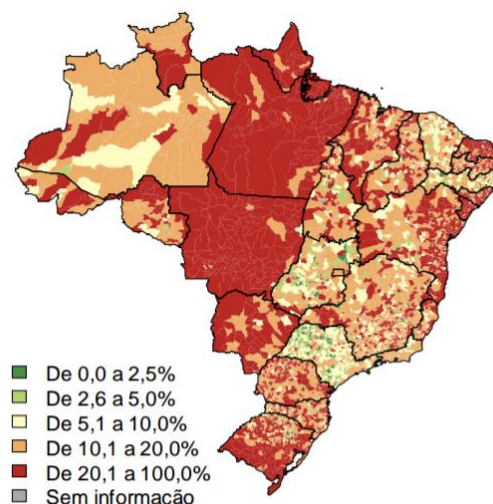 De 0,0 a 2,5%
De 2,6 a 5,0%
De 5,1 a 10,0%
De 10,1 a 20,0%
De 20,1 a 100,0%
Sem informação